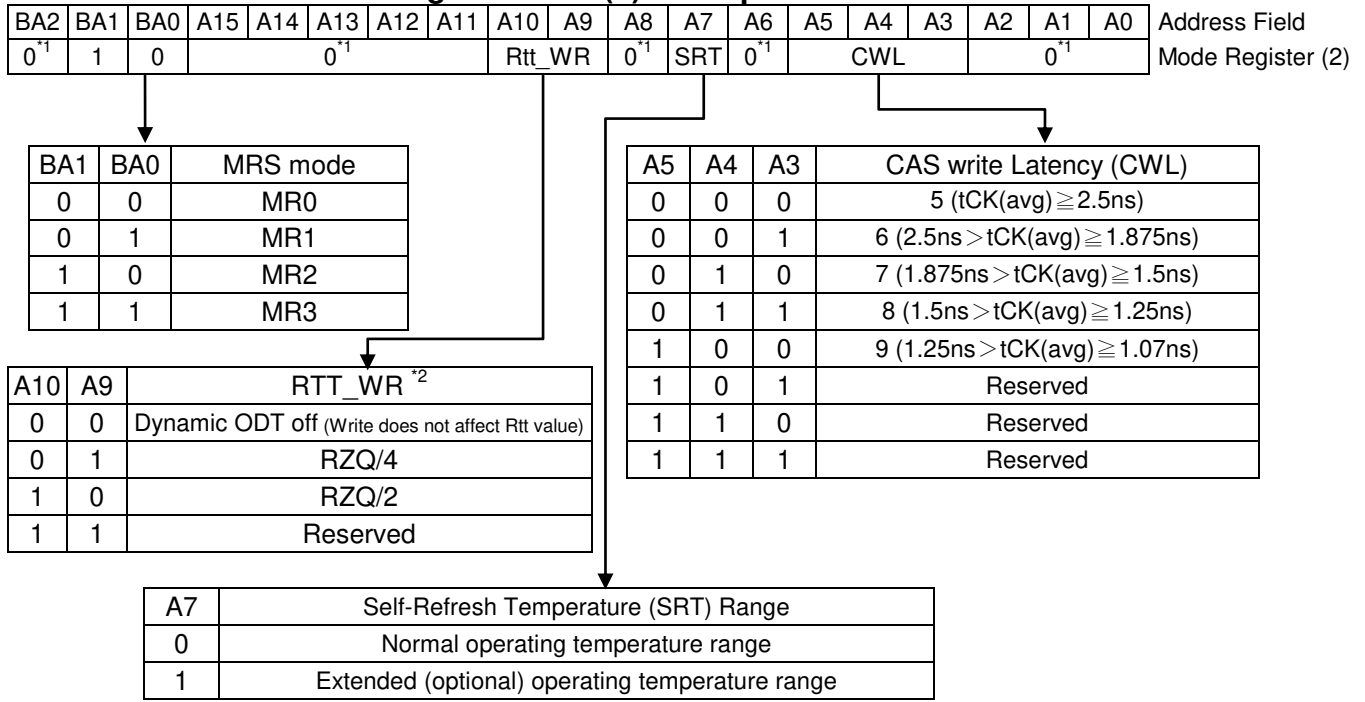 BA2 BA1 BA0 A15 A14 A13 A12 A11 A10 A9 A8 A7 A6 A5 A4 A3 A2 A1 A0 Address Field
0*1 1 0 0*1 Rtt_WR 0*1 SRT 0*1 CWL 0*1 Mode Register (2)
BA1 BA0 MRS mode
0 0 MR0
0 1 MR1
1 0 MR2
1 1 MR3
A5 A4 A3 CAS write Latency (CWL)
0 0 0 5 (tCK(avg)≧2.5ns)
0 0 1 6 (2.5ns>tCK(avg)≧1.875ns)
0 1 0 7 (1.875ns>tCK(avg)≧1.5ns)
0 1 1 8 (1.5ns>tCK(avg)≧1.25ns)
1 0 0 9 (1.25ns>tCK(avg)≧1.07ns)
1 0 1 Reserved
1 1 0 Reserved
1 1 1 Reserved
A10 A9 RTT_WR *2
0 0 Dynamic ODT off (Write does not affect Rtt value)
0 1 RZQ/4
1 0 RZQ/2
1 1 Reserved
A7 Self-Refresh Temperature (SRT) Range
0 Normal operating temperature range
1 Extended (optional) operating temperature range